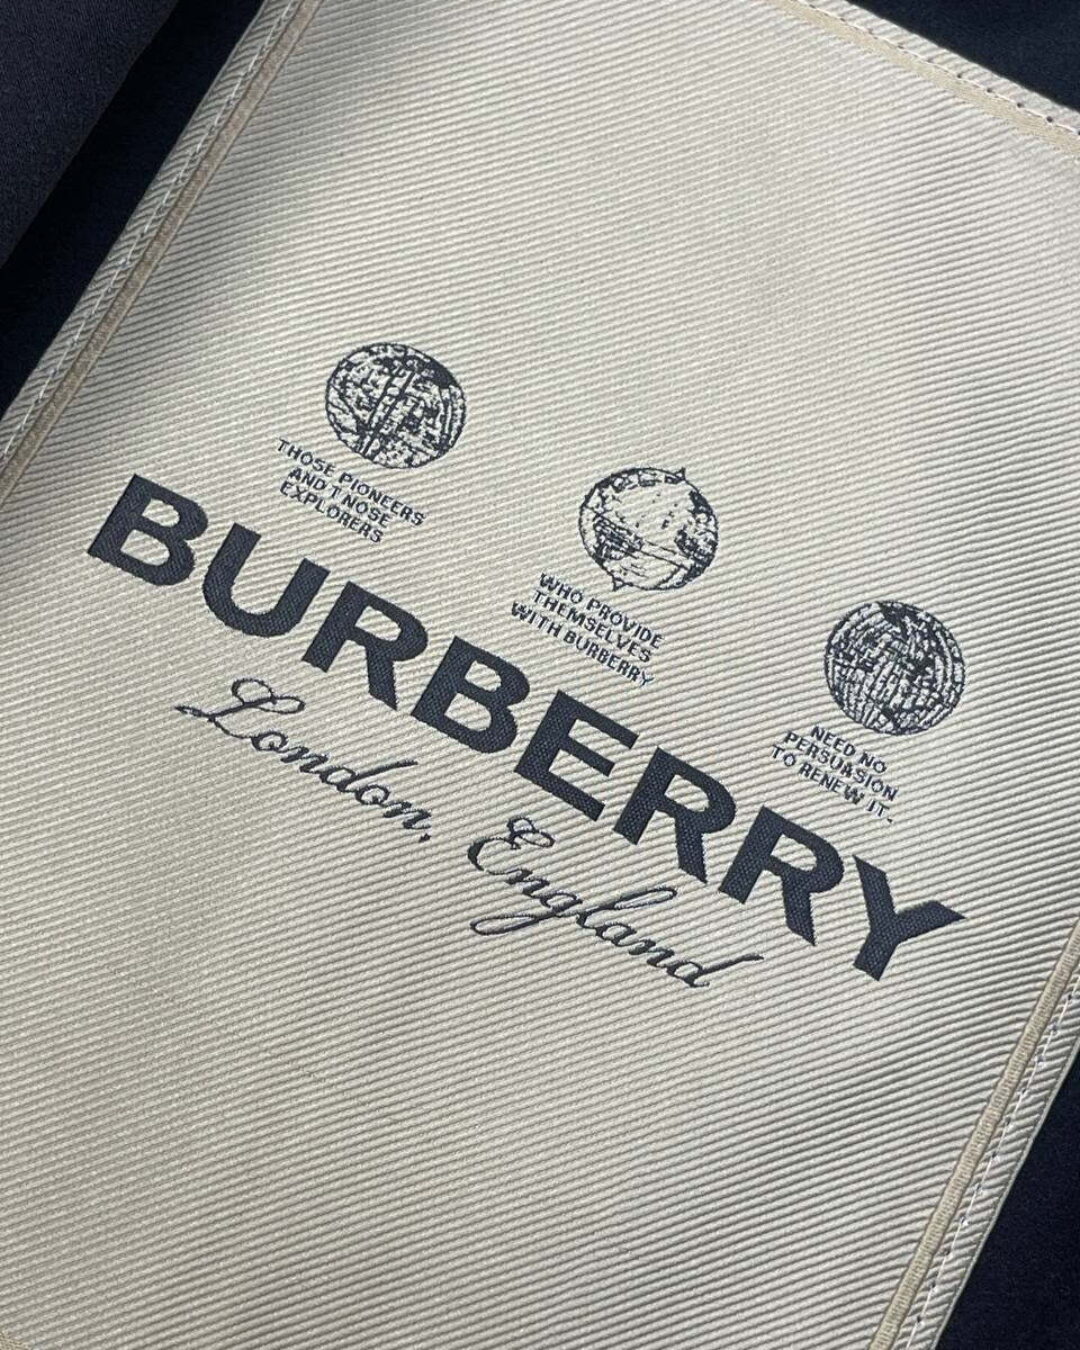 THOSE PIONEERS
AND T NOSE
EXPLORERS
WHO PROVIDE
THEMSELVES
WITH BURBERRY
NEED NO
PERSUASION
TO RENEW IT.
BURBERRY
London, England